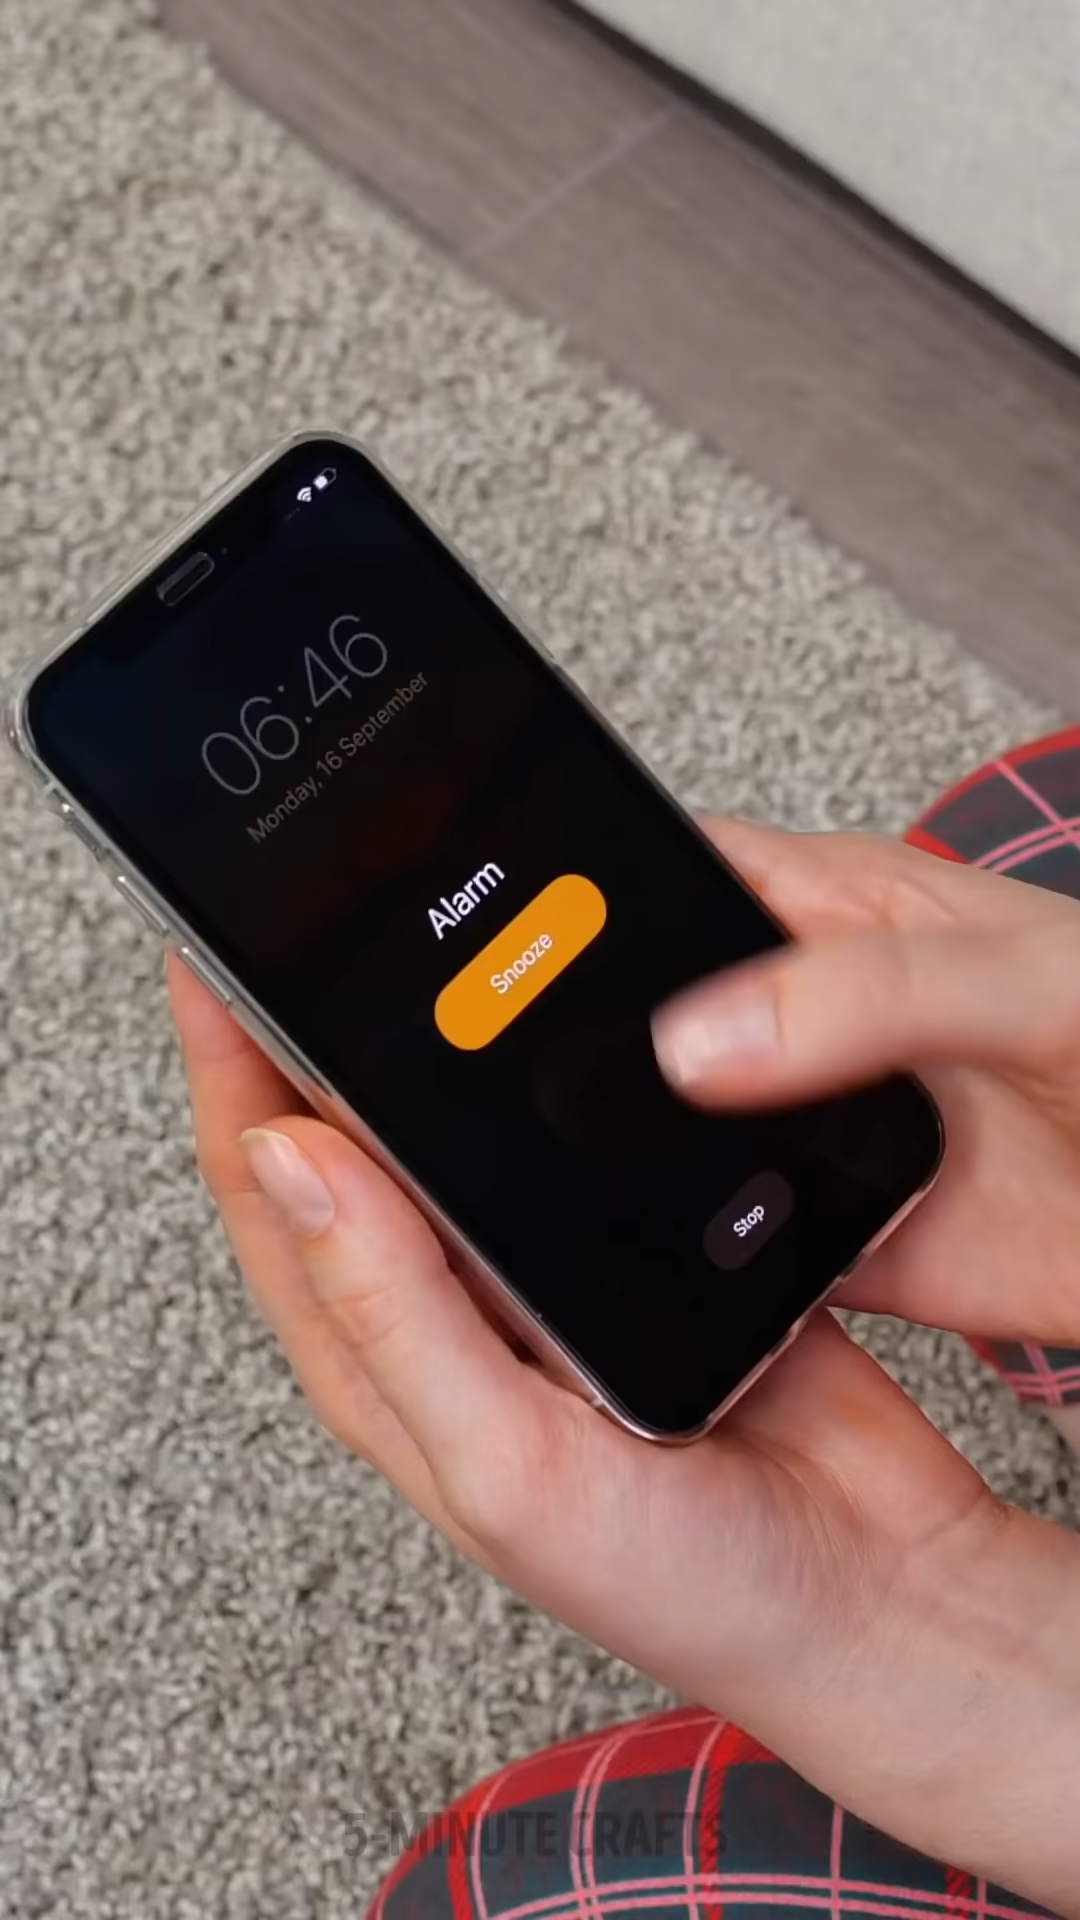 06:46
Monday, 16 September
Alarm
Snooze
Stop
5-MINUTE CRAFTS